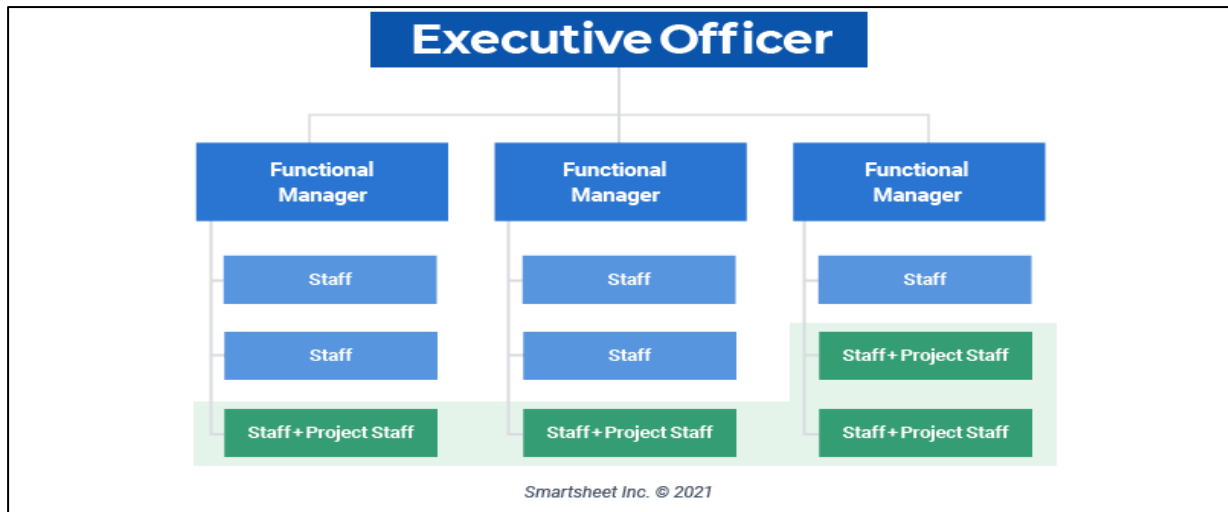 Executive Officer
Functional
Manager
Functional
Manager
Functional
Manager
Staff
Staff
Staff
Staff
Staff
Staff+Project Staff
Staff+Project Staff
Staff+Project Staff
Staff+Project Staff
Smartsheet Inc. © 2021